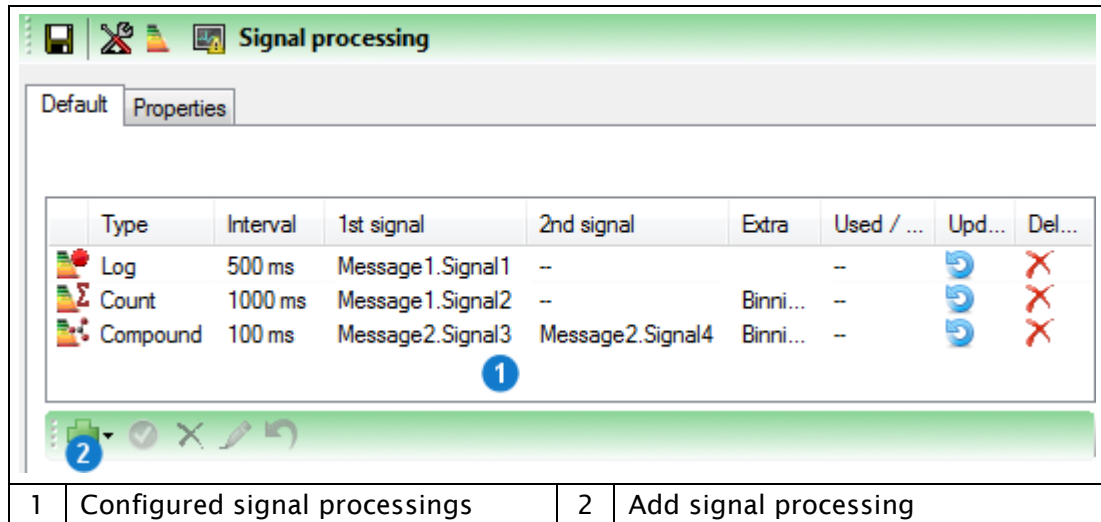 Signal processing
Default Properties
Type Interval 1st signal 2nd signal Extra Used / ... Upd... Del...
Log 500 ms Message1.Signal1 -- --
Count 1000 ms Message1.Signal2 -- Binni... --
Compound 100 ms Message2.Signal3 Message2.Signal4 Binni... --
1
2
1 Configured signal processings 2 Add signal processing